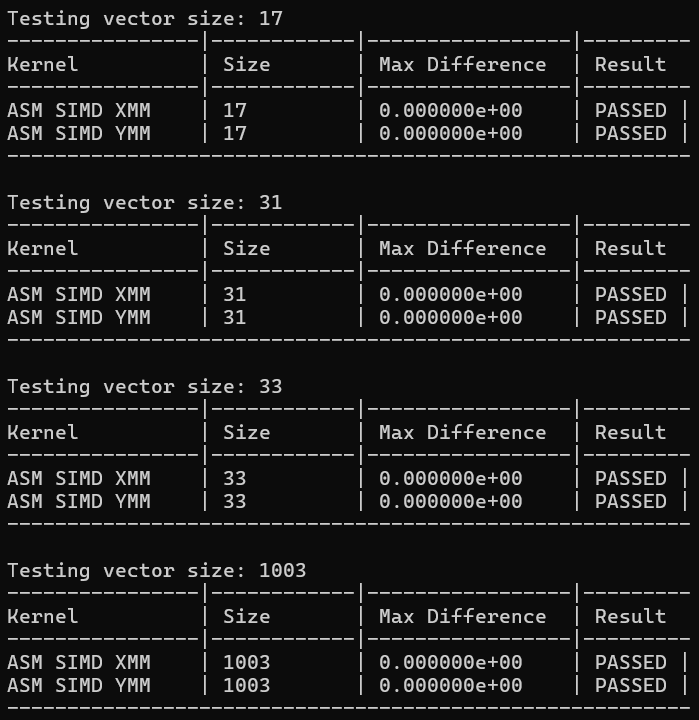 Testing vector size: 17
----------------|------------|-----------------|---------
Kernel | Size | Max Difference | Result
----------------|------------|-----------------|---------
ASM SIMD XMM | 17 | 0.000000e+00 | PASSED |
ASM SIMD YMM | 17 | 0.000000e+00 | PASSED |
---------------------------------------------------------
Testing vector size: 31
----------------|------------|-----------------|---------
Kernel | Size | Max Difference | Result
----------------|------------|-----------------|---------
ASM SIMD XMM | 31 | 0.000000e+00 | PASSED |
ASM SIMD YMM | 31 | 0.000000e+00 | PASSED |
---------------------------------------------------------
Testing vector size: 33
----------------|------------|-----------------|---------
Kernel | Size | Max Difference | Result
----------------|------------|-----------------|---------
ASM SIMD XMM | 33 | 0.000000e+00 | PASSED |
ASM SIMD YMM | 33 | 0.000000e+00 | PASSED |
---------------------------------------------------------
Testing vector size: 1003
----------------|------------|-----------------|---------
Kernel | Size | Max Difference | Result
----------------|------------|-----------------|---------
ASM SIMD XMM | 1003 | 0.000000e+00 | PASSED |
ASM SIMD YMM | 1003 | 0.000000e+00 | PASSED |
---------------------------------------------------------